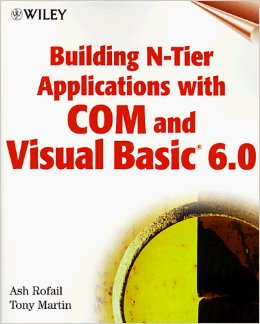 WILEY
Building N-Tier
Applications with
COM and
Visual Basic® 6.0
Ash Rofail
Tony Martin